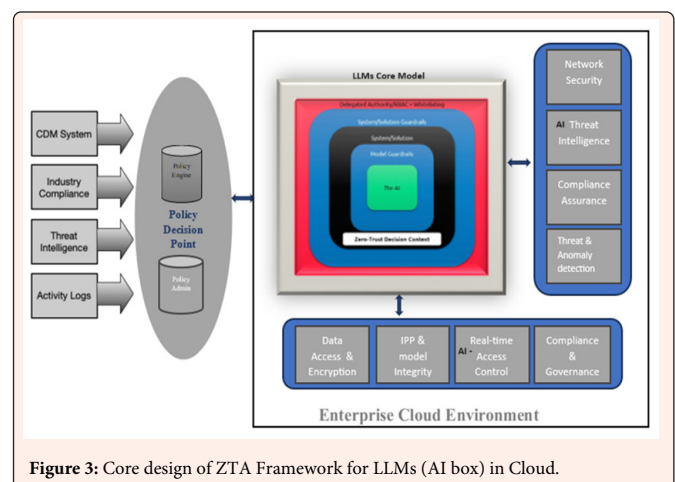 LLMs Core Model
Delegated Authority/RBAC + Whitelisting
System/Solution Guardrails
System/Solution
Model Guardrails
The AI
Zero-Trust Decision Context
CDM System
Industry
Compliance
Threat
Intelligence
Activity Logs
Policy
Engine
Policy
Decision
Point
Policy
Admin
Network
Security
AI Threat
Intelligence
Compliance
Assurance
Threat &
Anomaly
detection
Data
Access &
Encryption
IPP &
model
Integrity
Real-time
AI - Access
Control
Compliance
&
Governance
Enterprise Cloud Environment
Figure 3: Core design of ZTA Framework for LLMs (AI box) in Cloud.